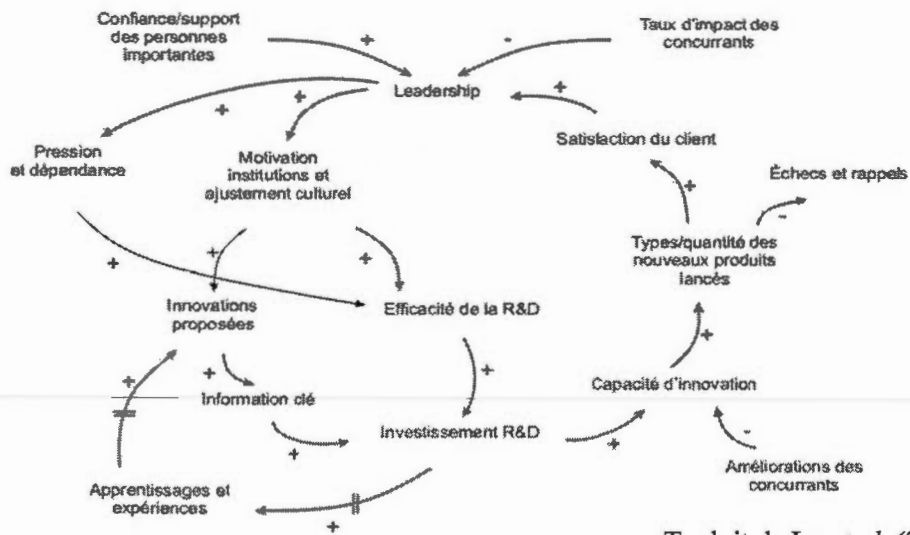 Confiance/support
des personnes
importantes
+
-
Taux d'impact des
concurrants
Leadership
+
+
+
Pression
et dépendance
Motivation
institutions et
ajustement culturel
Satisfaction du client
Échecs et rappels
+
-
+
+
+
Types/quantité des
nouveaux produits
lancés
Innovations
proposées
Efficacité de la R&D
+
+
+
+
Information clé
Capacité d'innovation
+
Investissement R&D
+
-
Apprentissages et
expériences
+
Améliorations des
concurrants